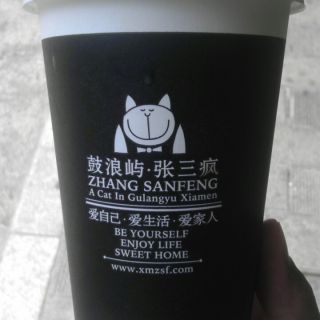 鼓浪屿·张三疯
ZHANG SANFENG
A Cat In Gulangyu Xiamen
爱自己·爱生活·爱家人
BE YOURSELF
ENJOY LIFE
SWEET HOME
www.xmzsf.com